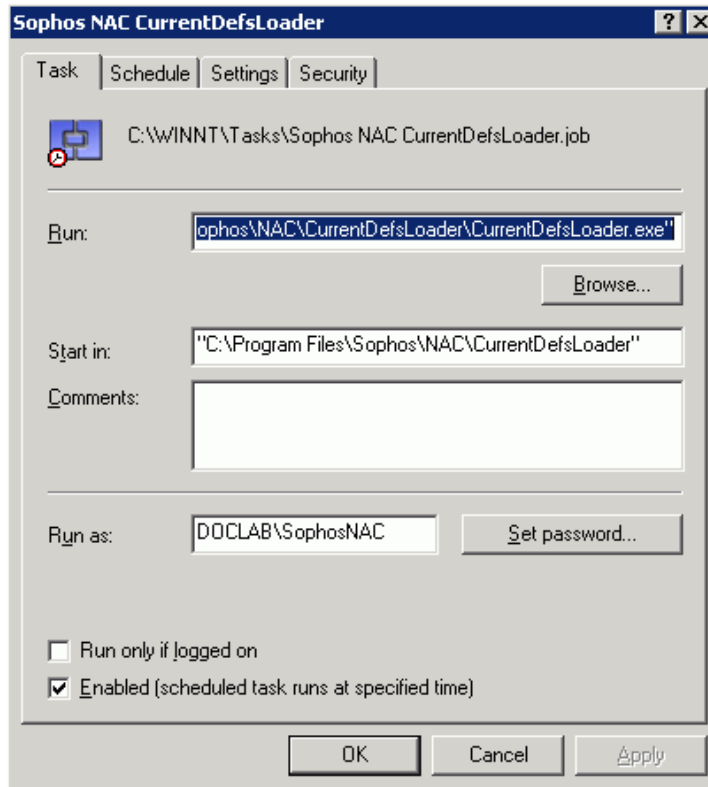 Sophos NAC CurrentDefsLoader
Task Schedule Settings Security
C:\WINNT\Tasks\Sophos NAC CurrentDefsLoader.job
Run: ophos\NAC\CurrentDefsLoader\CurrentDefsLoader.exe"
Browse...
Start in: "C:\Program Files\Sophos\NAC\CurrentDefsLoader"
Comments:
Run as: DOCLAB\SophosNAC Set password...
Run only if logged on
Enabled (scheduled task runs at specified time)
OK Cancel Apply